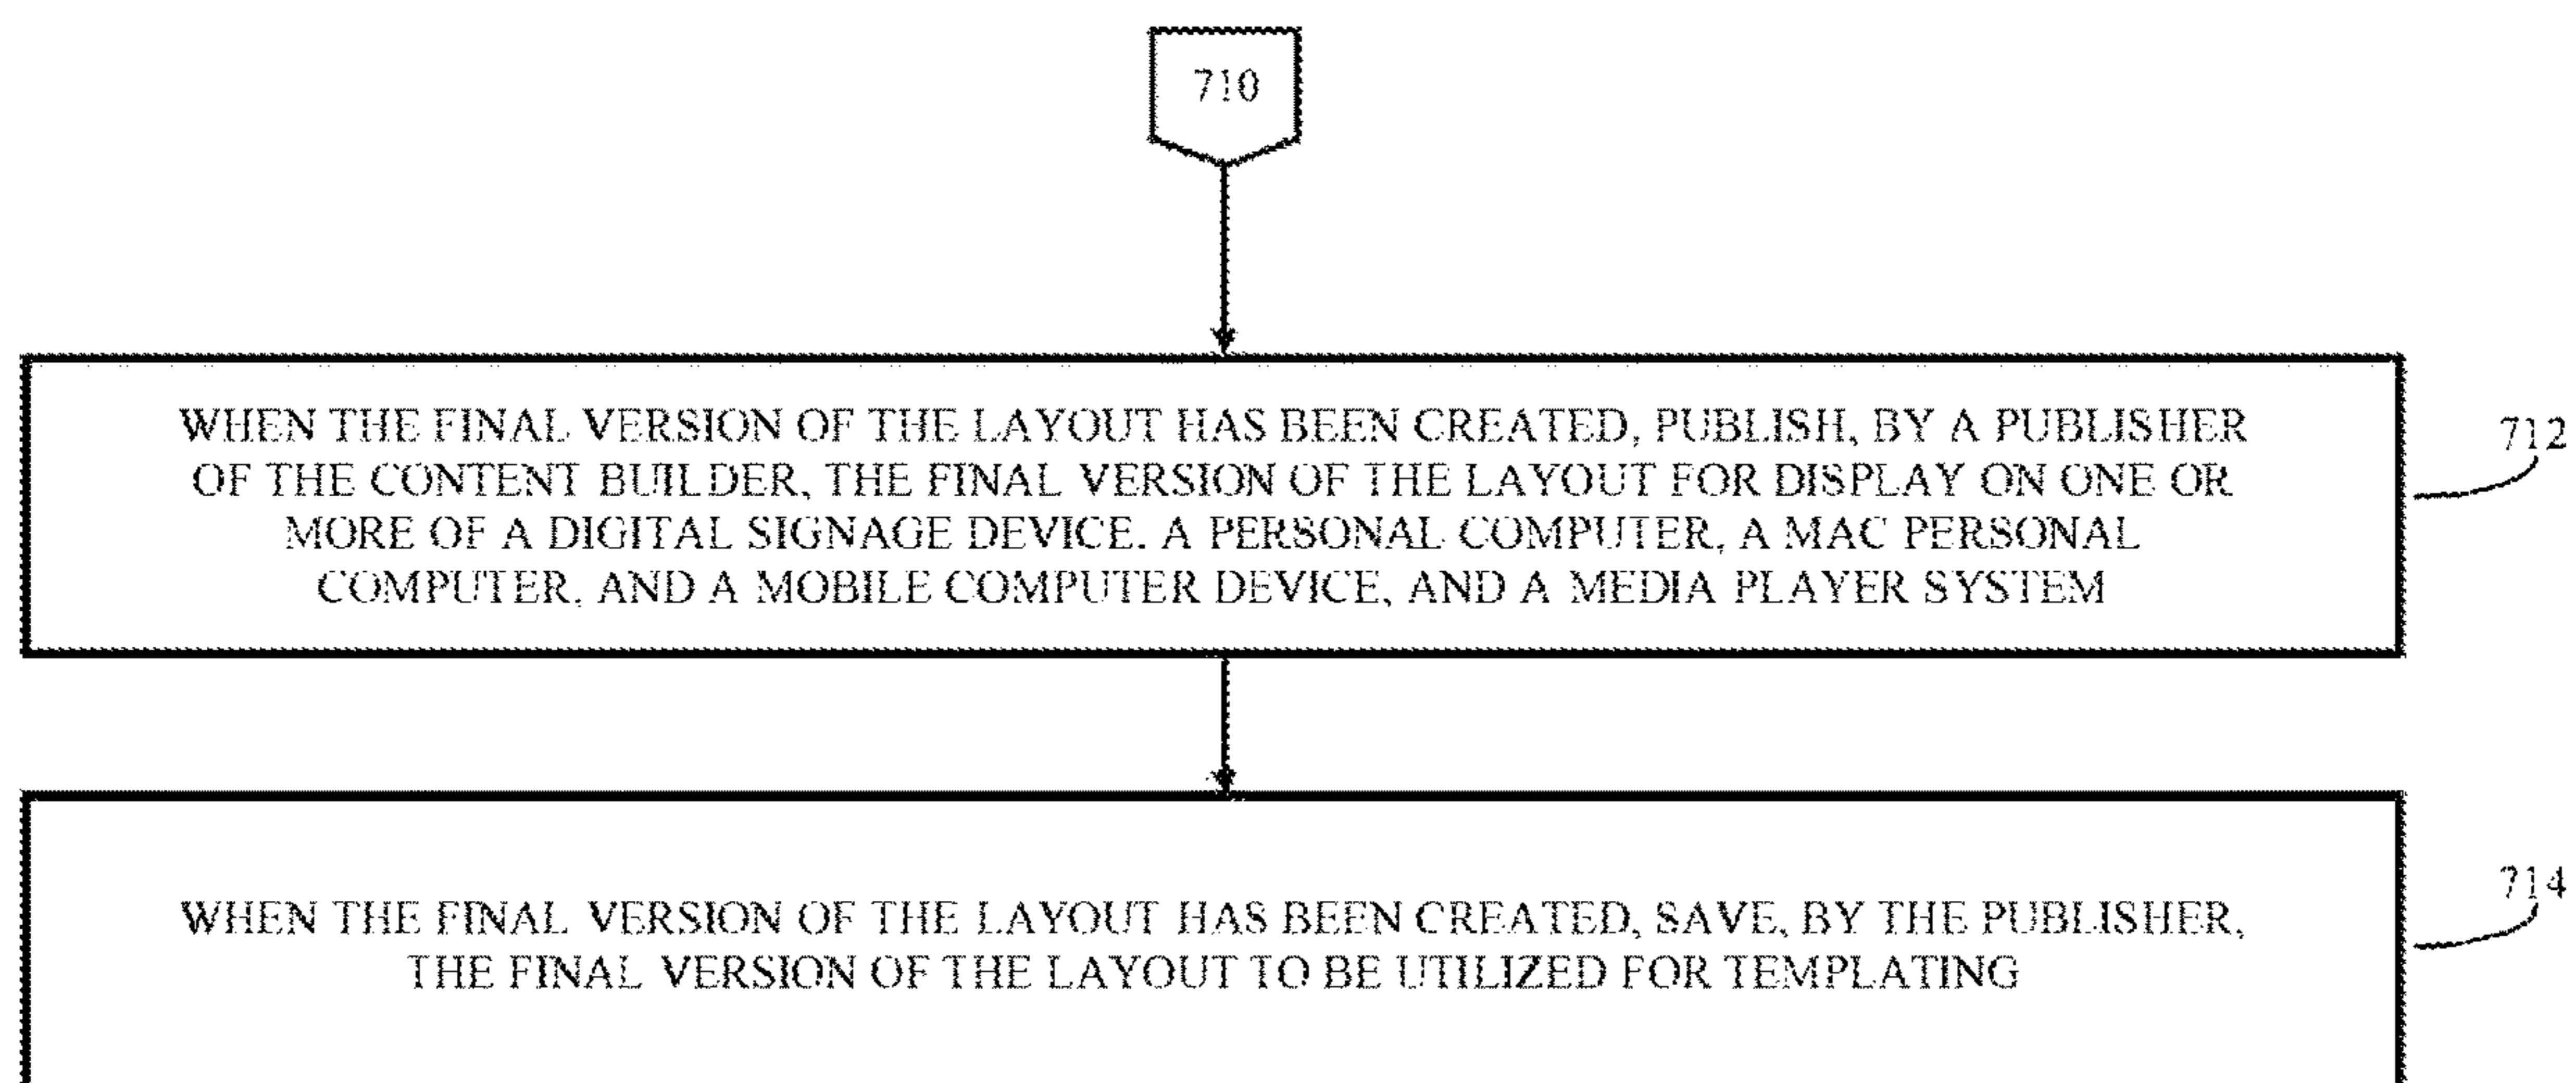 710
WHEN THE FINAL VERSION OF THE LAYOUT HAS BEEN CREATED, PUBLISH, BY A PUBLISHER
OF THE CONTENT BUILDER, THE FINAL VERSION OF THE LAYOUT FOR DISPLAY ON ONE OR
MORE OF A DIGITAL SIGNAGE DEVICE. A PERSONAL COMPUTER, A MAC PERSONAL
COMPUTER, AND A MOBILE COMPUTER DEVICE, AND A MEDIA PLAYER SYSTEM
712
WHEN THE FINAL VERSION OF THE LAYOUT HAS BEEN CREATED, SAVE, BY THE PUBLISHER,
THE FINAL VERSION OF THE LAYOUT TO BE UTILIZED FOR TEMPLATING
714